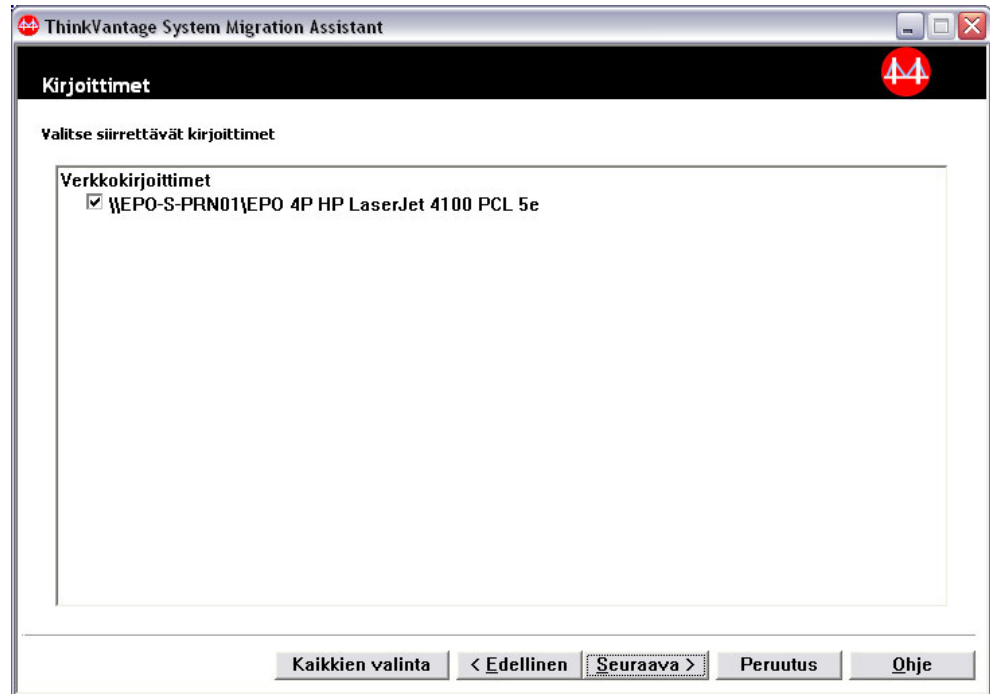 ThinkVantage System Migration Assistant
Kirjoittimet
Valitse siirrettävät kirjoittimet
Verkkokirjoittimet
\\EPO-S-PRN01\EPO 4P HP LaserJet 4100 PCL 5e
Kaikkien valinta < Edellinen Seuraava > Peruutus Ohje